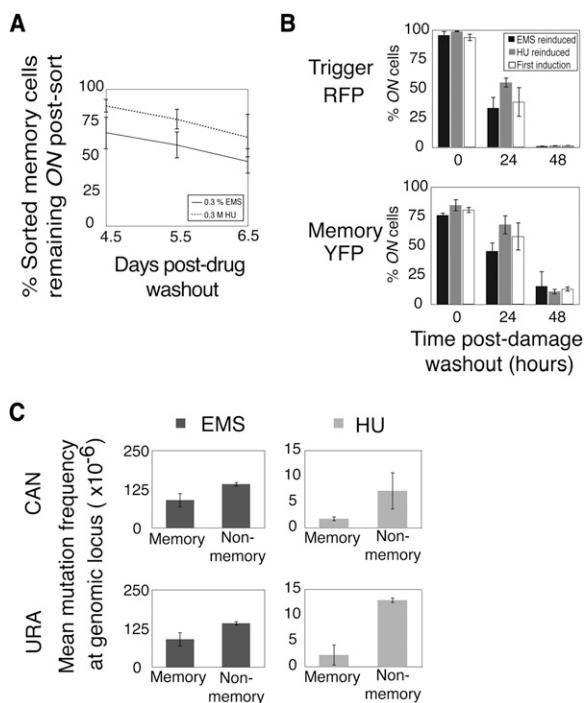 A
% Sorted memory cells
remaining ON post-sort
100
75
50
25
0
0.3 % EMS
0.3 M HU
4.5 5.5 6.5
Days post-drug
washout
B
Trigger
RFP
% ON cells
100
75
50
25
0
EMS reinduced
HU reinduced
First induction
0 24 48
Memory
YFP
% ON cells
100
75
50
25
0
0 24 48
Time post-damage
washout (hours)
C
EMS HU
Mean mutation frequency
at genomic locus ( x10-6)
CAN
250
125
0
Memory Non-
memory
15
10
5
0
Memory Non-
memory
URA
250
125
0
Memory Non-
memory
15
10
5
0
Memory Non-
memory